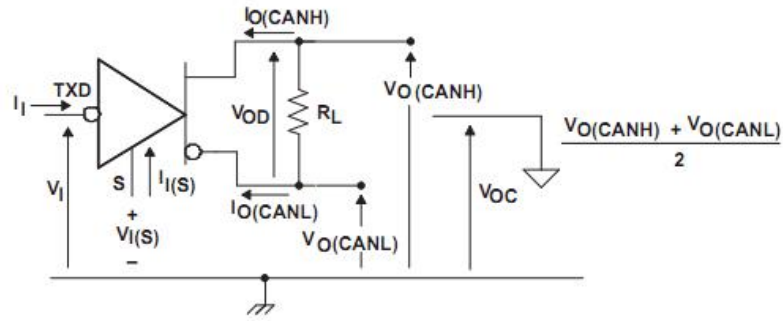 IO(CANH)
TXD
II
VOD
RL
VO(CANH)
VO(CANH) + VO(CANL)
2
VI
S
II(S)
IO(CANL)
VOC
+
VI(S)
–
VO(CANL)